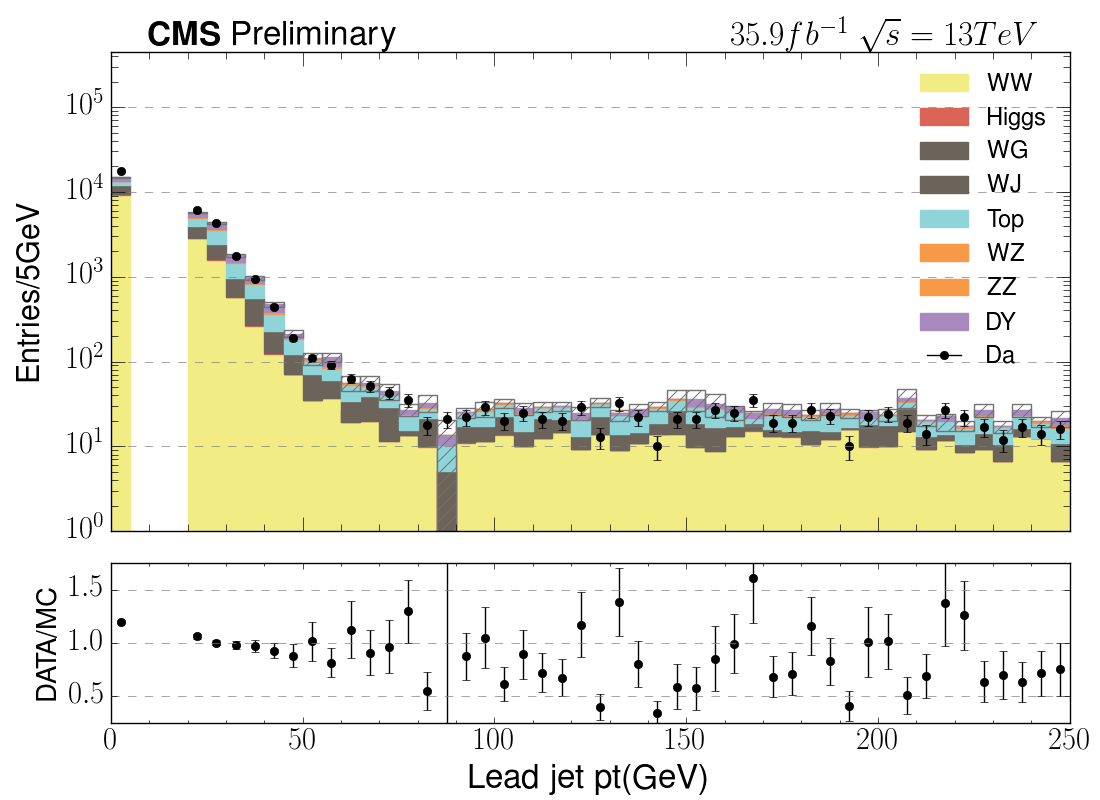 CMS Preliminary 35.9fb⁻¹ √s = 13TeV
WW
Higgs
WG
WJ
Top
WZ
ZZ
DY
Da
Entries/5GeV
10⁵
10⁴
10³
10²
10¹
10⁰
DATA/MC
1.5
1.0
0.5
0 50 100 150 200 250
Lead jet pt(GeV)